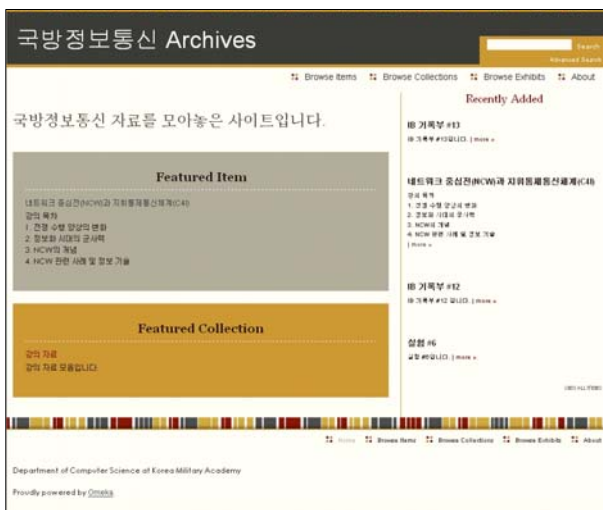 국방정보통신 Archives
Search
Advanced Search
Browse Items Browse Collections Browse Exhibits About
국방정보통신 자료를 모아놓은 사이트입니다.
Featured Item
네트워크 중심전(NCW)과 지휘통제통신체계(C4I)
강의 목차
1. 전쟁 수행 양상의 변화
2. 정보화 시대의 군사력
3. NCW의 개념
4. NCW 관련 사례 및 정보 기술
Featured Collection
강의 자료
강의 자료 모음입니다.
Recently Added
IB 기록부 #13
IB 기록부 #13입니다. | more »
네트워크 중심전(NCW)과 지휘통제통신체계(C4I)
강의 목차
1. 전쟁 수행 양상의 변화
2. 정보화 시대의 군사력
3. NCW의 개념
4. NCW 관련 사례 및 정보 기술
| more »
IB 기록부 #12
IB 기록부 #12 입니다. | more »
실험 #6
실험 #6입니다. | more »
VIEW ALL ITEMS
Home Browse Items Browse Collections Browse Exhibits About
Department of Computer Science at Korea Military Academy
Proudly powered by Omeka.